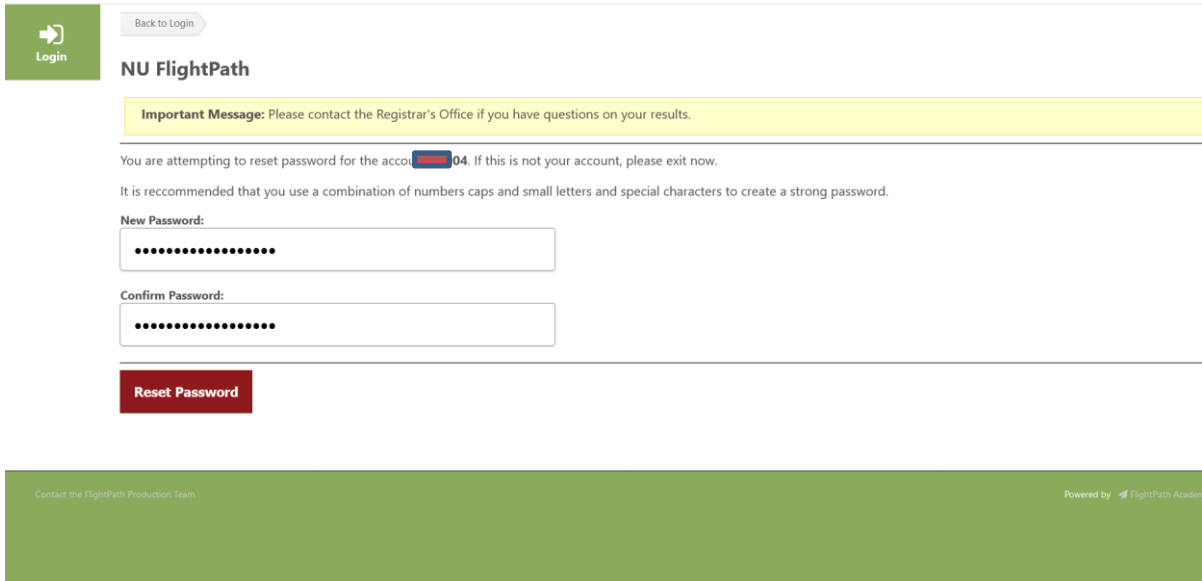 Back to Login
Login
NU FlightPath
Important Message: Please contact the Registrar's Office if you have questions on your results.
You are attempting to reset password for the accou 04. If this is not your account, please exit now.
It is reccommended that you use a combination of numbers caps and small letters and special characters to create a strong password.
New Password:
••••••••••••••••••
Confirm Password:
••••••••••••••••••
Reset Password
Contact the FlightPath Production Team
Powered by FlightPath Academ